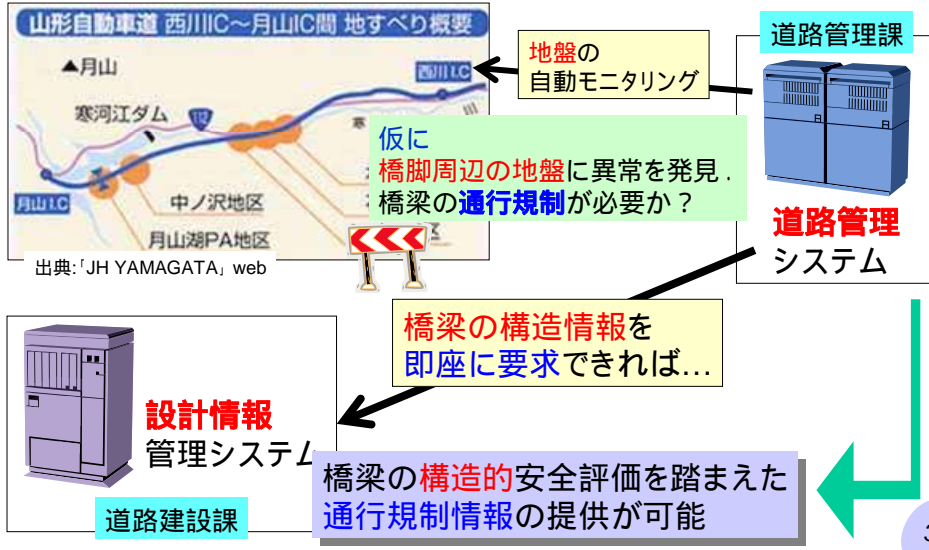 山形自動車道 西川IC～月山IC間 地すべり概要
▲月山
西川I.C
寒河江ダム
112
寒
川
月山I.C
中ノ沢地区
月山湖PA地区
区
出典:「JH YAMAGATA」 web
地盤の
自動モニタリング
道路管理課
仮に
橋脚周辺の地盤に異常を発見.
橋梁の通行規制が必要か?
道路管理
システム
橋梁の構造情報を
即座に要求できれば…
設計情報
管理システム
道路建設課
橋梁の構造的安全評価を踏まえた
通行規制情報の提供が可能
3